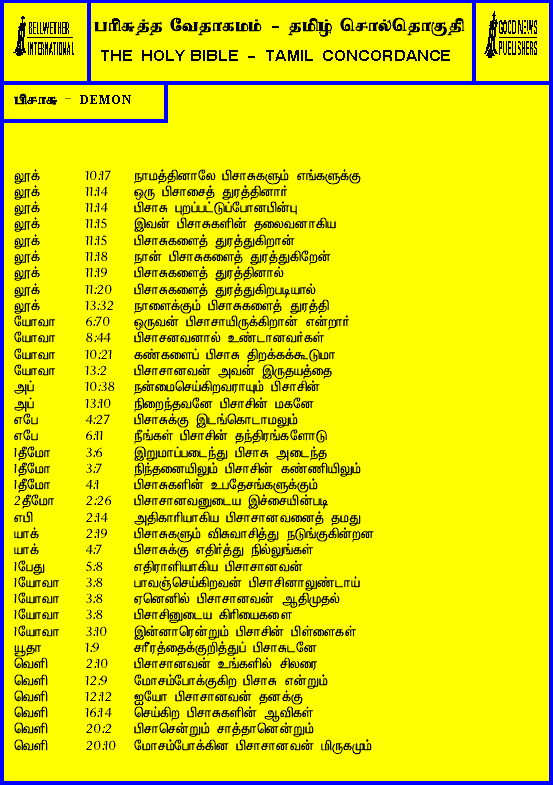 BELLWETHER
INTERNATIONAL
பரிசுத்த வேதாகமம் - தமிழ் சொல்தொகுதி
THE HOLY BIBLE - TAMIL CONCORDANCE
GOOD NEWS
PUBLISHERS
பிசாசு - DEMON
லூக் 10:17 நாமத்தினாலே பிசாசுகளும் எங்களுக்கு
லூக் 11:14 ஒரு பிசாசைத் துரத்தினார்
லூக் 11:14 பிசாசு புறப்பட்டுப்போனபின்பு
லூக் 11:15 இவன் பிசாசுகளின் தலைவனாகிய
லூக் 11:15 பிசாசுகளைத் துரத்துகிறான்
லூக் 11:18 நான் பிசாசுகளைத் துரத்துகிறேன்
லூக் 11:19 பிசாசுகளைத் துரத்தினால்
லூக் 11:20 பிசாசுகளைத் துரத்துகிறபடியால்
லூக் 13:32 நாளைக்கும் பிசாசுகளைத் துரத்தி
யோவா 6:70 ஒருவன் பிசாசாயிருக்கிறான் என்றார்
யோவா 8:44 பிசாசனவனால் உண்டானவர்கள்
யோவா 10:21 கண்களைப் பிசாசு திறக்கக்கூடுமா
யோவா 13:2 பிசாசானவன் அவன் இருதயத்தை
அப் 10:38 நன்மைசெய்கிறவராயும் பிசாசின்
அப் 13:10 நிறைந்தவனே பிசாசின் மகனே
எபே 4:27 பிசாசுக்கு இடங்கொடாமலும்
எபே 6:11 நீங்கள் பிசாசின் தந்திரங்களோடு
1தீமோ 3:6 இறுமாப்படைந்து பிசாசு அடைந்த
1தீமோ 3:7 நிந்தனையிலும் பிசாசின் கண்ணியிலும்
1தீமோ 4:1 பிசாசுகளின் உபதேசங்களுக்கும்
2தீமோ 2:26 பிசாசானவனுடைய இச்சையின்படி
எபி 2:14 அதிகாரியாகிய பிசாசானவனைத் தமது
யாக் 2:19 பிசாசுகளும் விசுவாசித்து நடுங்குகின்றன
யாக் 4:7 பிசாசுக்கு எதிர்த்து நில்லுங்கள்
1பேது 5:8 எதிராளியாகிய பிசாசானவன்
1யோவா 3:8 பாவஞ்செய்கிறவன் பிசாசினாலுண்டாய்
1யோவா 3:8 ஏனெனில் பிசாசானவன் ஆதிமுதல்
1யோவா 3:8 பிசாசினுடைய கிரியைகளை
1யோவா 3:10 இன்னாரென்றும் பிசாசின் பிள்ளைகள்
யூதா 1:9 சரீரத்தைக்குறித்துப் பிசாசுடனே
வெளி 2:10 பிசாசானவன் உங்களில் சிலரை
வெளி 12:9 மோசம்போக்குகிற பிசாசு என்றும்
வெளி 12:12 ஐயோ பிசாசானவன் தனக்கு
வெளி 16:14 செய்கிற பிசாசுகளின் ஆவிகள்
வெளி 20:2 பிசாசென்றும் சாத்தானென்றும்
வெளி 20:10 மோசம்போக்கின பிசாசானவன் மிருகமும்